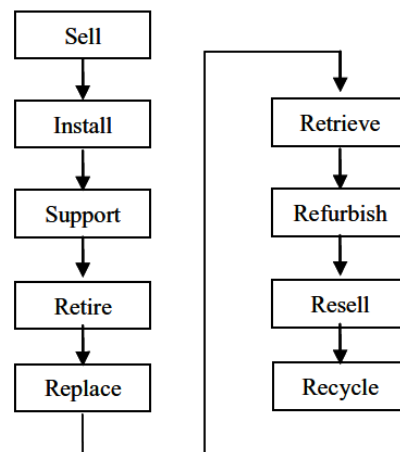 Sell
Install
Support
Retire
Replace
Retrieve
Refurbish
Resell
Recycle